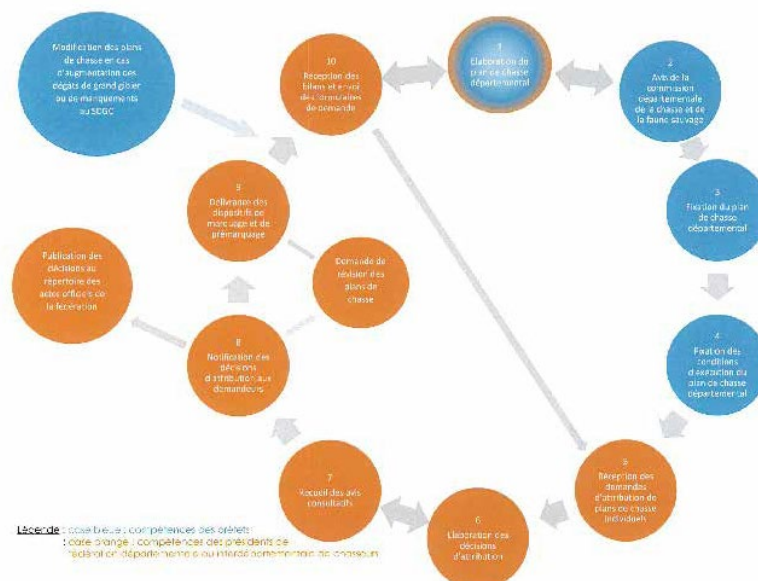 Modification des plans
de chasse en cas
d'augmentation des
dégâts de grand gibier
ou de manquements
au SDGC
10
Réception des
bilans et envoi
des formulaires
de demande
1
Elaboration du
plan de chasse
départemental
2
Avis de la
commission
départementale
de la chasse et de
la faune sauvage
3
Fixation du plan
de chasse
départemental
4
Fixation des
conditions
d'exécution du
plan de chasse
départemental
5
Réception des
demandes
d'attribution de
plans de chasse
individuels
6
Elaboration des
décisions
d'attribution
7
Recueil des avis
consultatifs
8
Notification des
décisions
d'attribution aux
demandeurs
9
Délivrance des
dispositifs de
marquage et de
prémarquage
Demande de
révision des
plans de
chasse
Publication des
décisions au
répertoire des
actes officiels de
la fédération
Légende : case bleue : compétences des préfets
: case orange : compétences des présidents de
fédération départementale ou interdépartementale de chasseurs